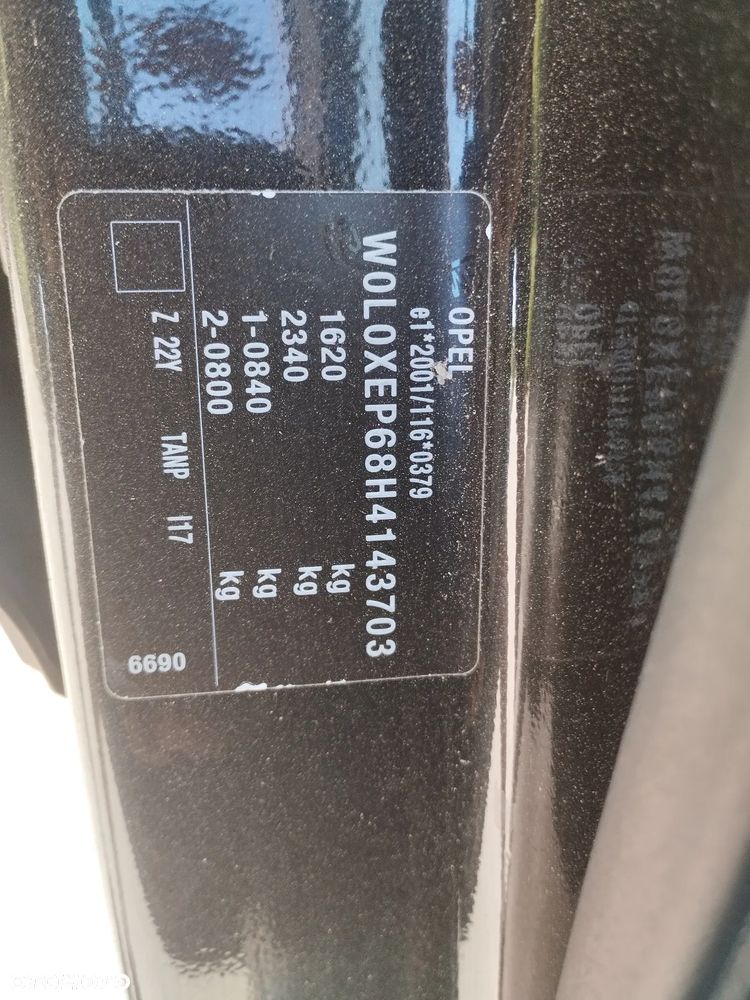 OPEL
e1*2001/116*0379
W0L0XEP68H4143703
1620 kg
2340 kg
1-0840 kg
2-0800 kg
Z 22Y TANP I17 6690